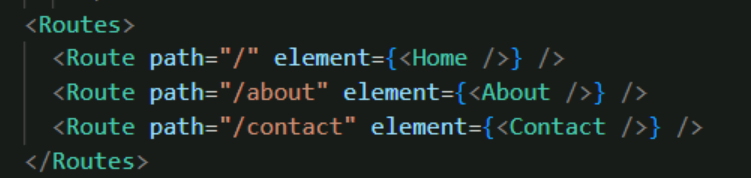 <Routes>
<Route path="/" element={<Home />} />
<Route path="/about" element={<About />} />
<Route path="/contact" element={<Contact />} />
</Routes>